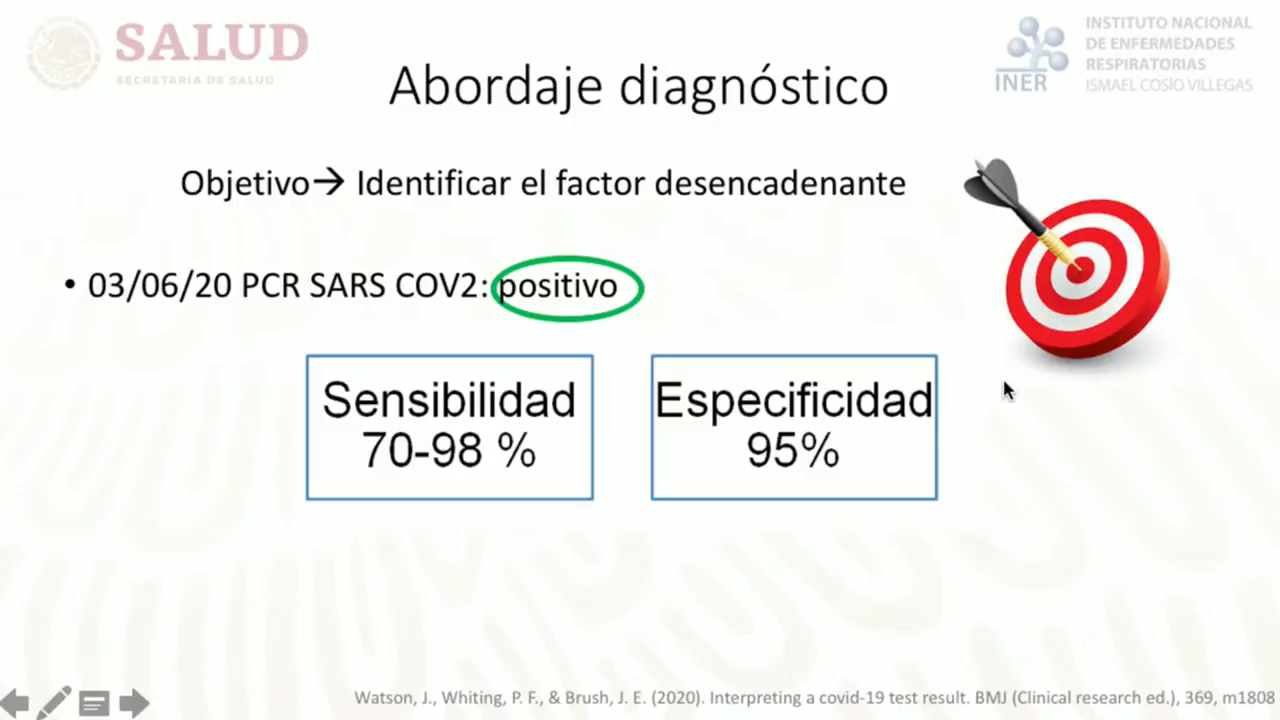 SALUD
SECRETARÍA DE SALUD
INER
INSTITUTO NACIONAL
DE ENFERMEDADES
RESPIRATORIAS
ISMAEL COSÍO VILLEGAS
Abordaje diagnóstico
Objetivo→ Identificar el factor desencadenante
• 03/06/20 PCR SARS COV2: positivo
Sensibilidad
70-98 %
Especificidad
95%
Watson, J., Whiting, P. F., & Brush, J. E. (2020). Interpreting a covid-19 test result. BMJ (Clinical research ed.), 369, m1808